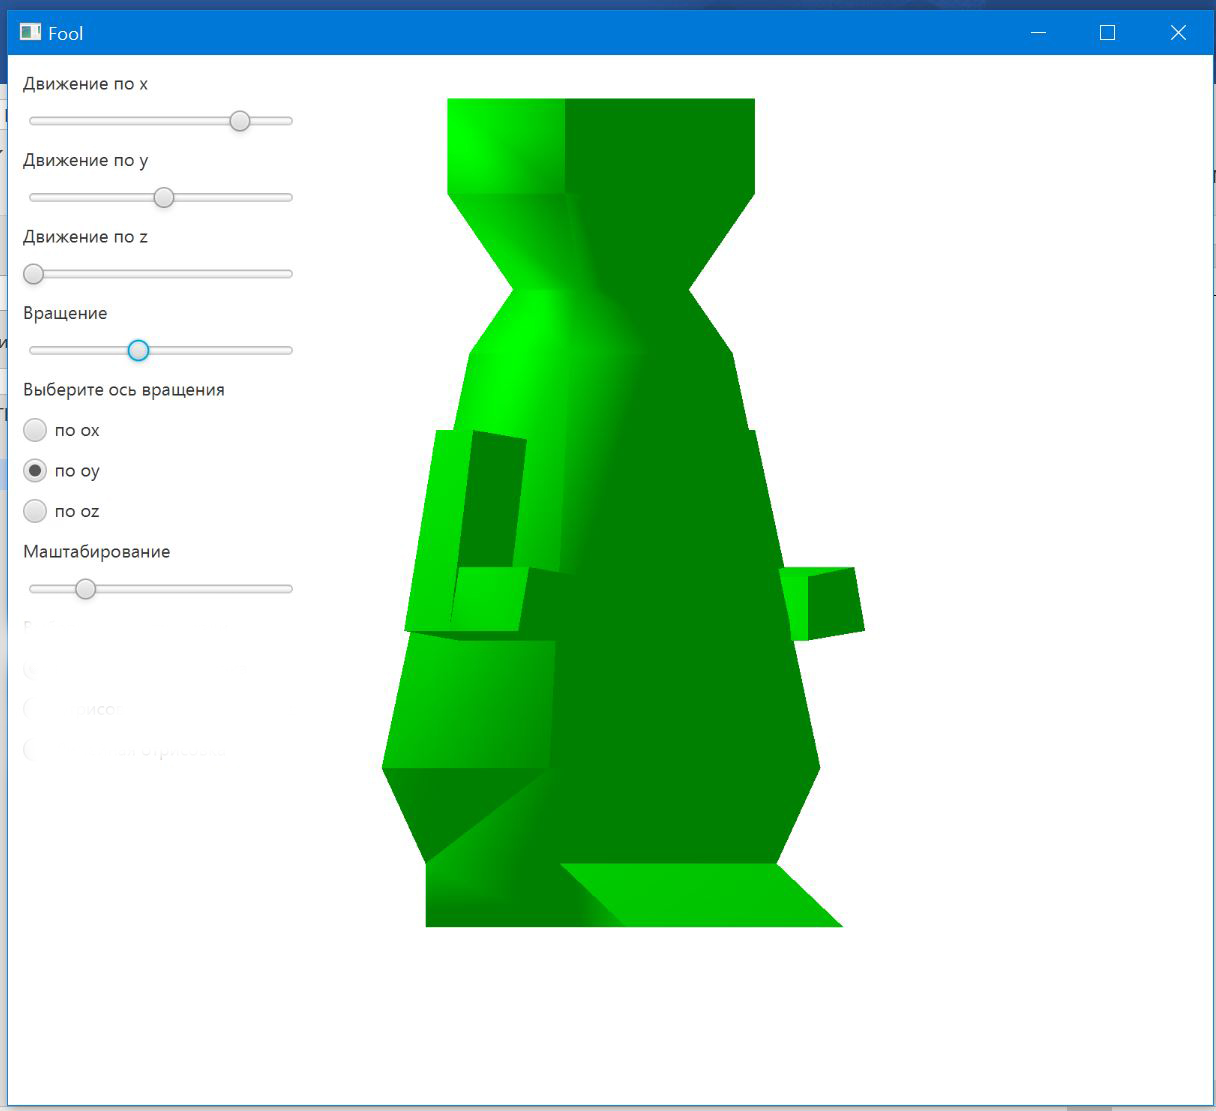 Fool
Движение по x
Движение по y
Движение по z
Вращение
Выберите ось вращения
по ox
по oy
по oz
Маштабирование